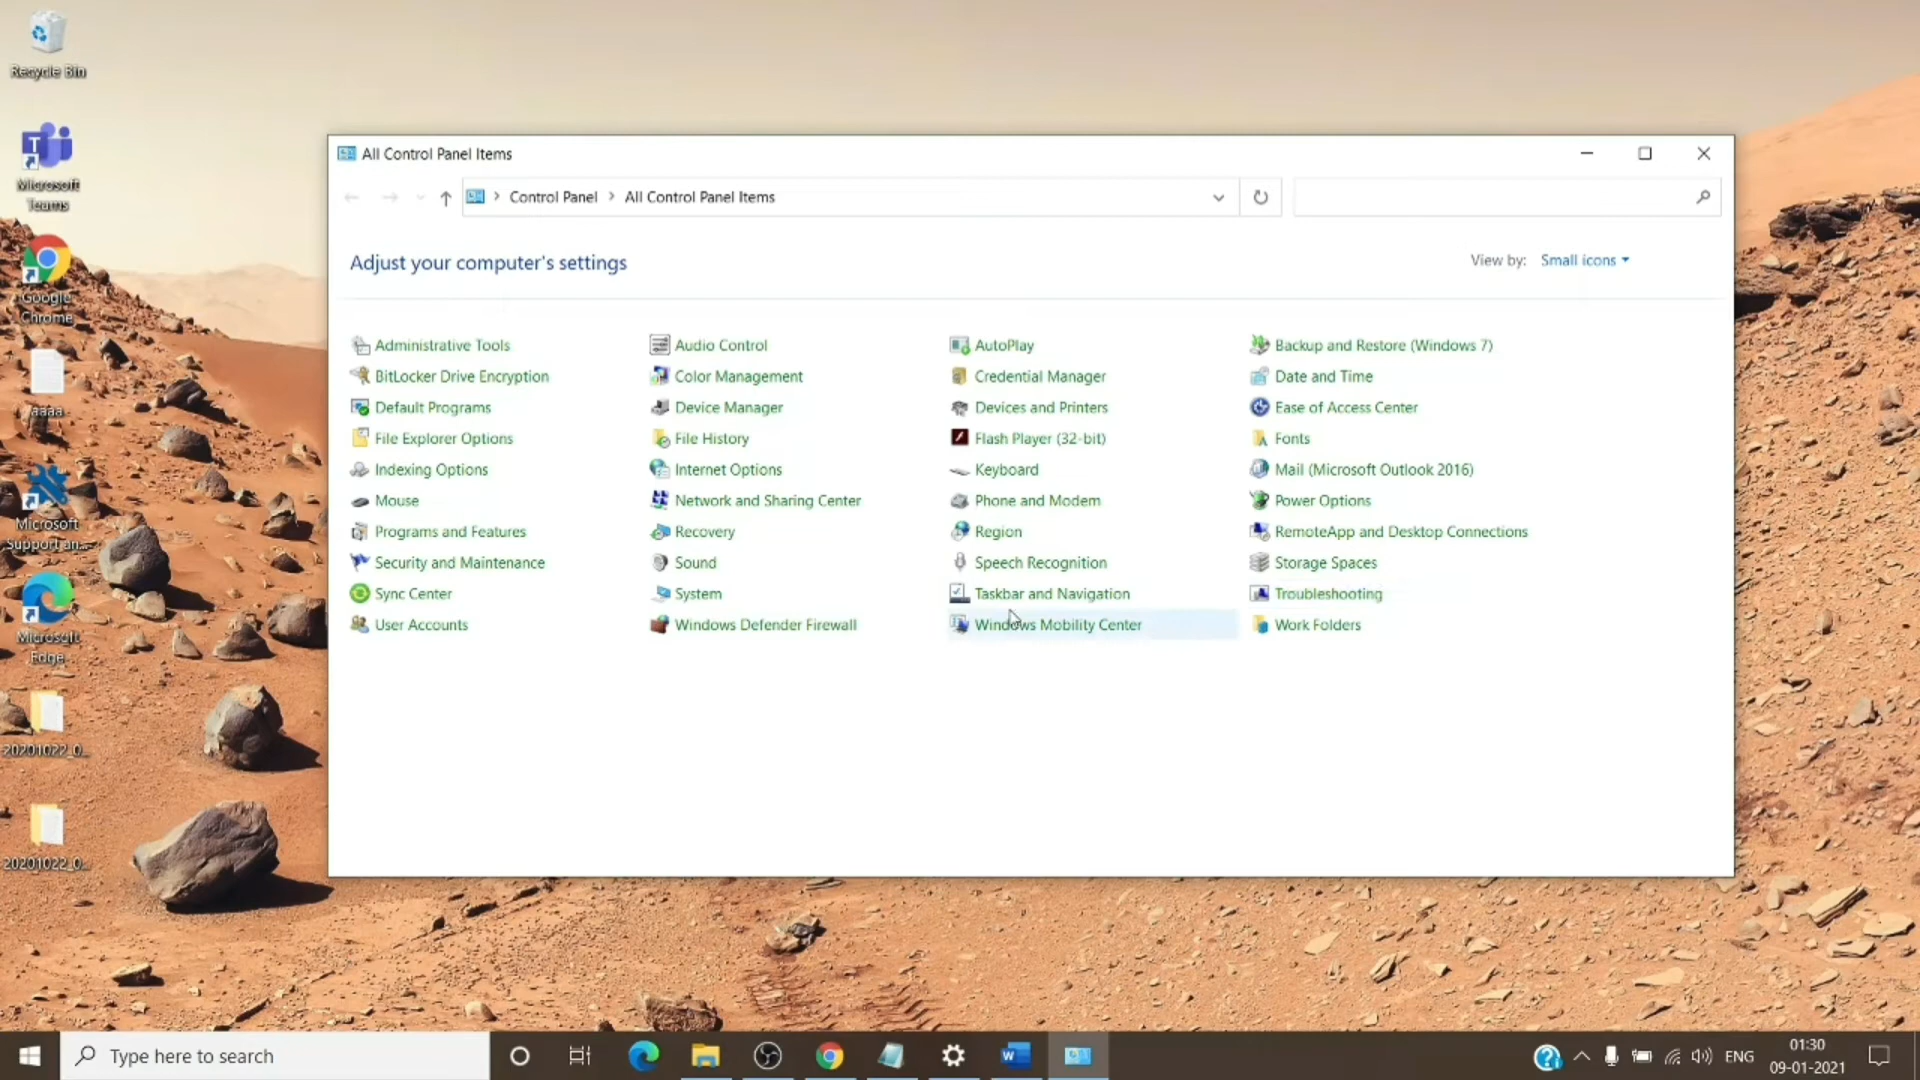 Recycle Bin
Microsoft
Teams
Google
Chrome
aaaa
Microsoft
Support an...
Microsoft
Edge
20201022_0...
20201022_0...
All Control Panel Items
Control Panel > All Control Panel Items
Adjust your computer's settings
View by: Small icons
Administrative Tools
Audio Control
AutoPlay
Backup and Restore (Windows 7)
BitLocker Drive Encryption
Color Management
Credential Manager
Date and Time
Default Programs
Device Manager
Devices and Printers
Ease of Access Center
File Explorer Options
File History
Flash Player (32-bit)
Fonts
Indexing Options
Internet Options
Keyboard
Mail (Microsoft Outlook 2016)
Mouse
Network and Sharing Center
Phone and Modem
Power Options
Programs and Features
Recovery
Region
RemoteApp and Desktop Connections
Security and Maintenance
Sound
Speech Recognition
Storage Spaces
Sync Center
System
Taskbar and Navigation
Troubleshooting
User Accounts
Windows Defender Firewall
Windows Mobility Center
Work Folders
Type here to search
ENG
01:30
09-01-2021